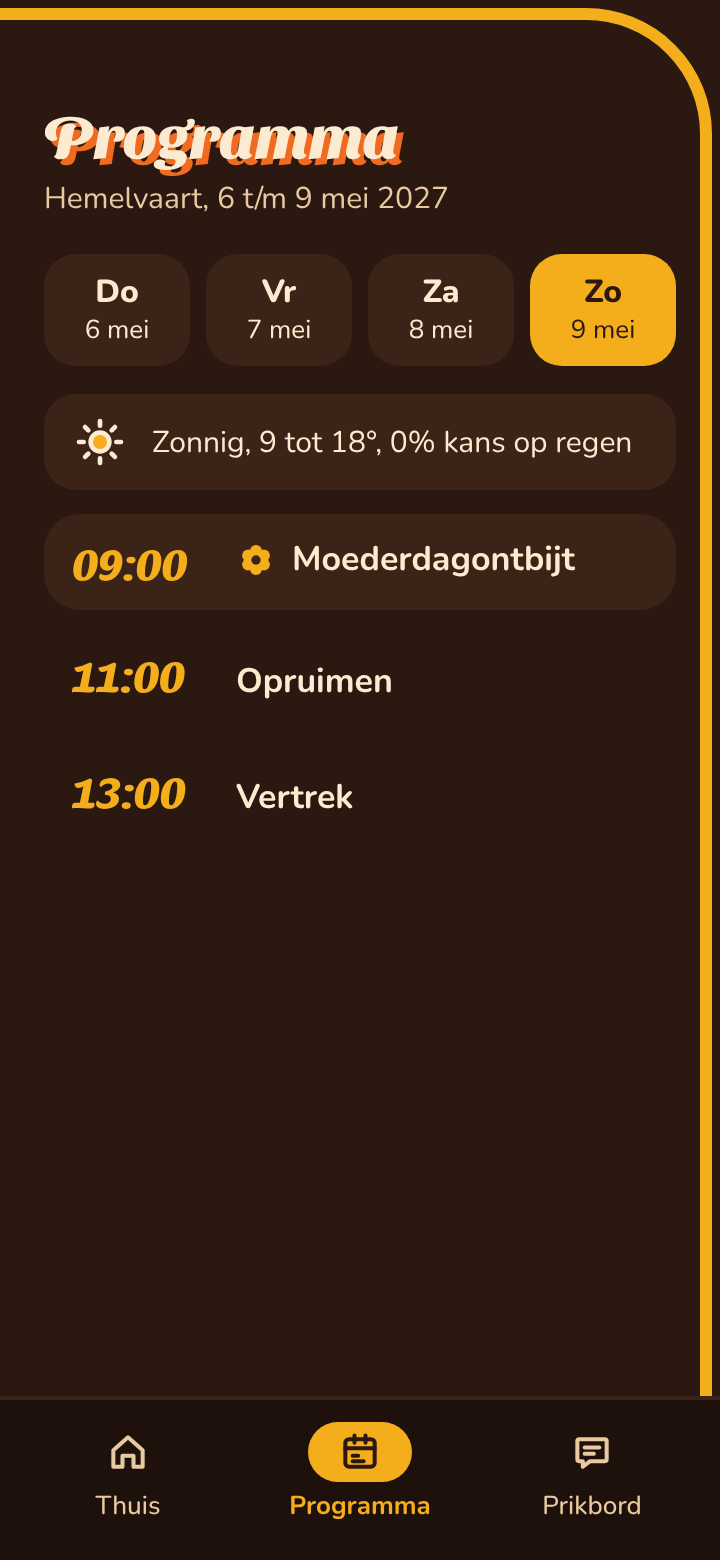 Programma
Hemelvaart, 6 t/m 9 mei 2027
Do Vr Za Zo
6 mei 7 mei 8 mei 9 mei
Zonnig, 9 tot 18°, 0% kans op regen
09:00 Moederdagontbijt
11:00 Opruimen
13:00 Vertrek
Thuis Programma Prikbord